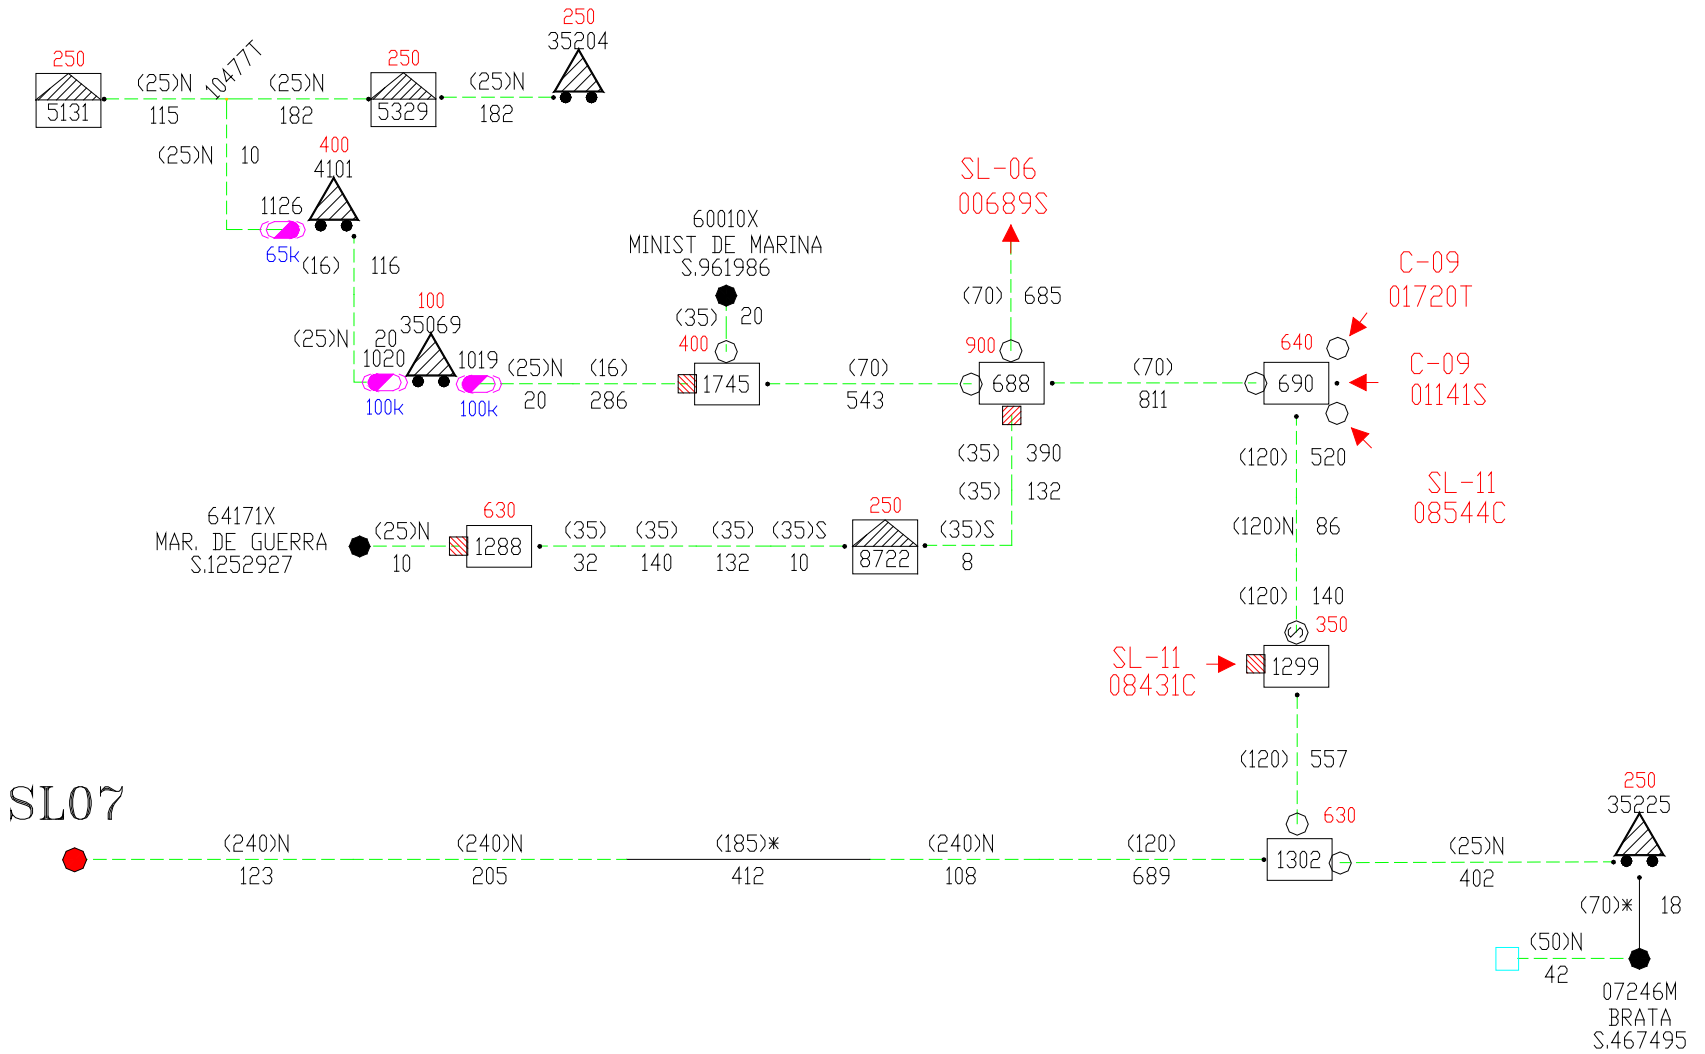 250
35204
250
5131
(25)N
115
10477T
(25)N
182
250
5329
(25)N
182
(25)N
10
400
4101
1126
65k
(16)
116
(25)N
20
100
35069
1020
100k
1019
100k
(25)N
20
(16)
286
60010X
MINIST DE MARINA
S.961986
(35)
20
400
1745
(70)
543
SL-06
00689S
(70)
685
900
688
(70)
811
640
690
C-09
01720T
C-09
01141S
SL-11
08544C
(35)
390
(35)
132
(120)
520
(120)N
86
(120)
140
64171X
MAR. DE GUERRA
S.1252927
(25)N
10
630
1288
(35)
32
(35)
140
(35)
132
(35)S
10
250
8722
(35)S
8
S
350
1299
SL-11
08431C
(120)
557
SL07
(240)N
123
(240)N
205
(185)*
412
(240)N
108
(120)
689
630
1302
(25)N
402
250
35225
(70)*
18
(50)N
42
07246M
BRATA
S.467495